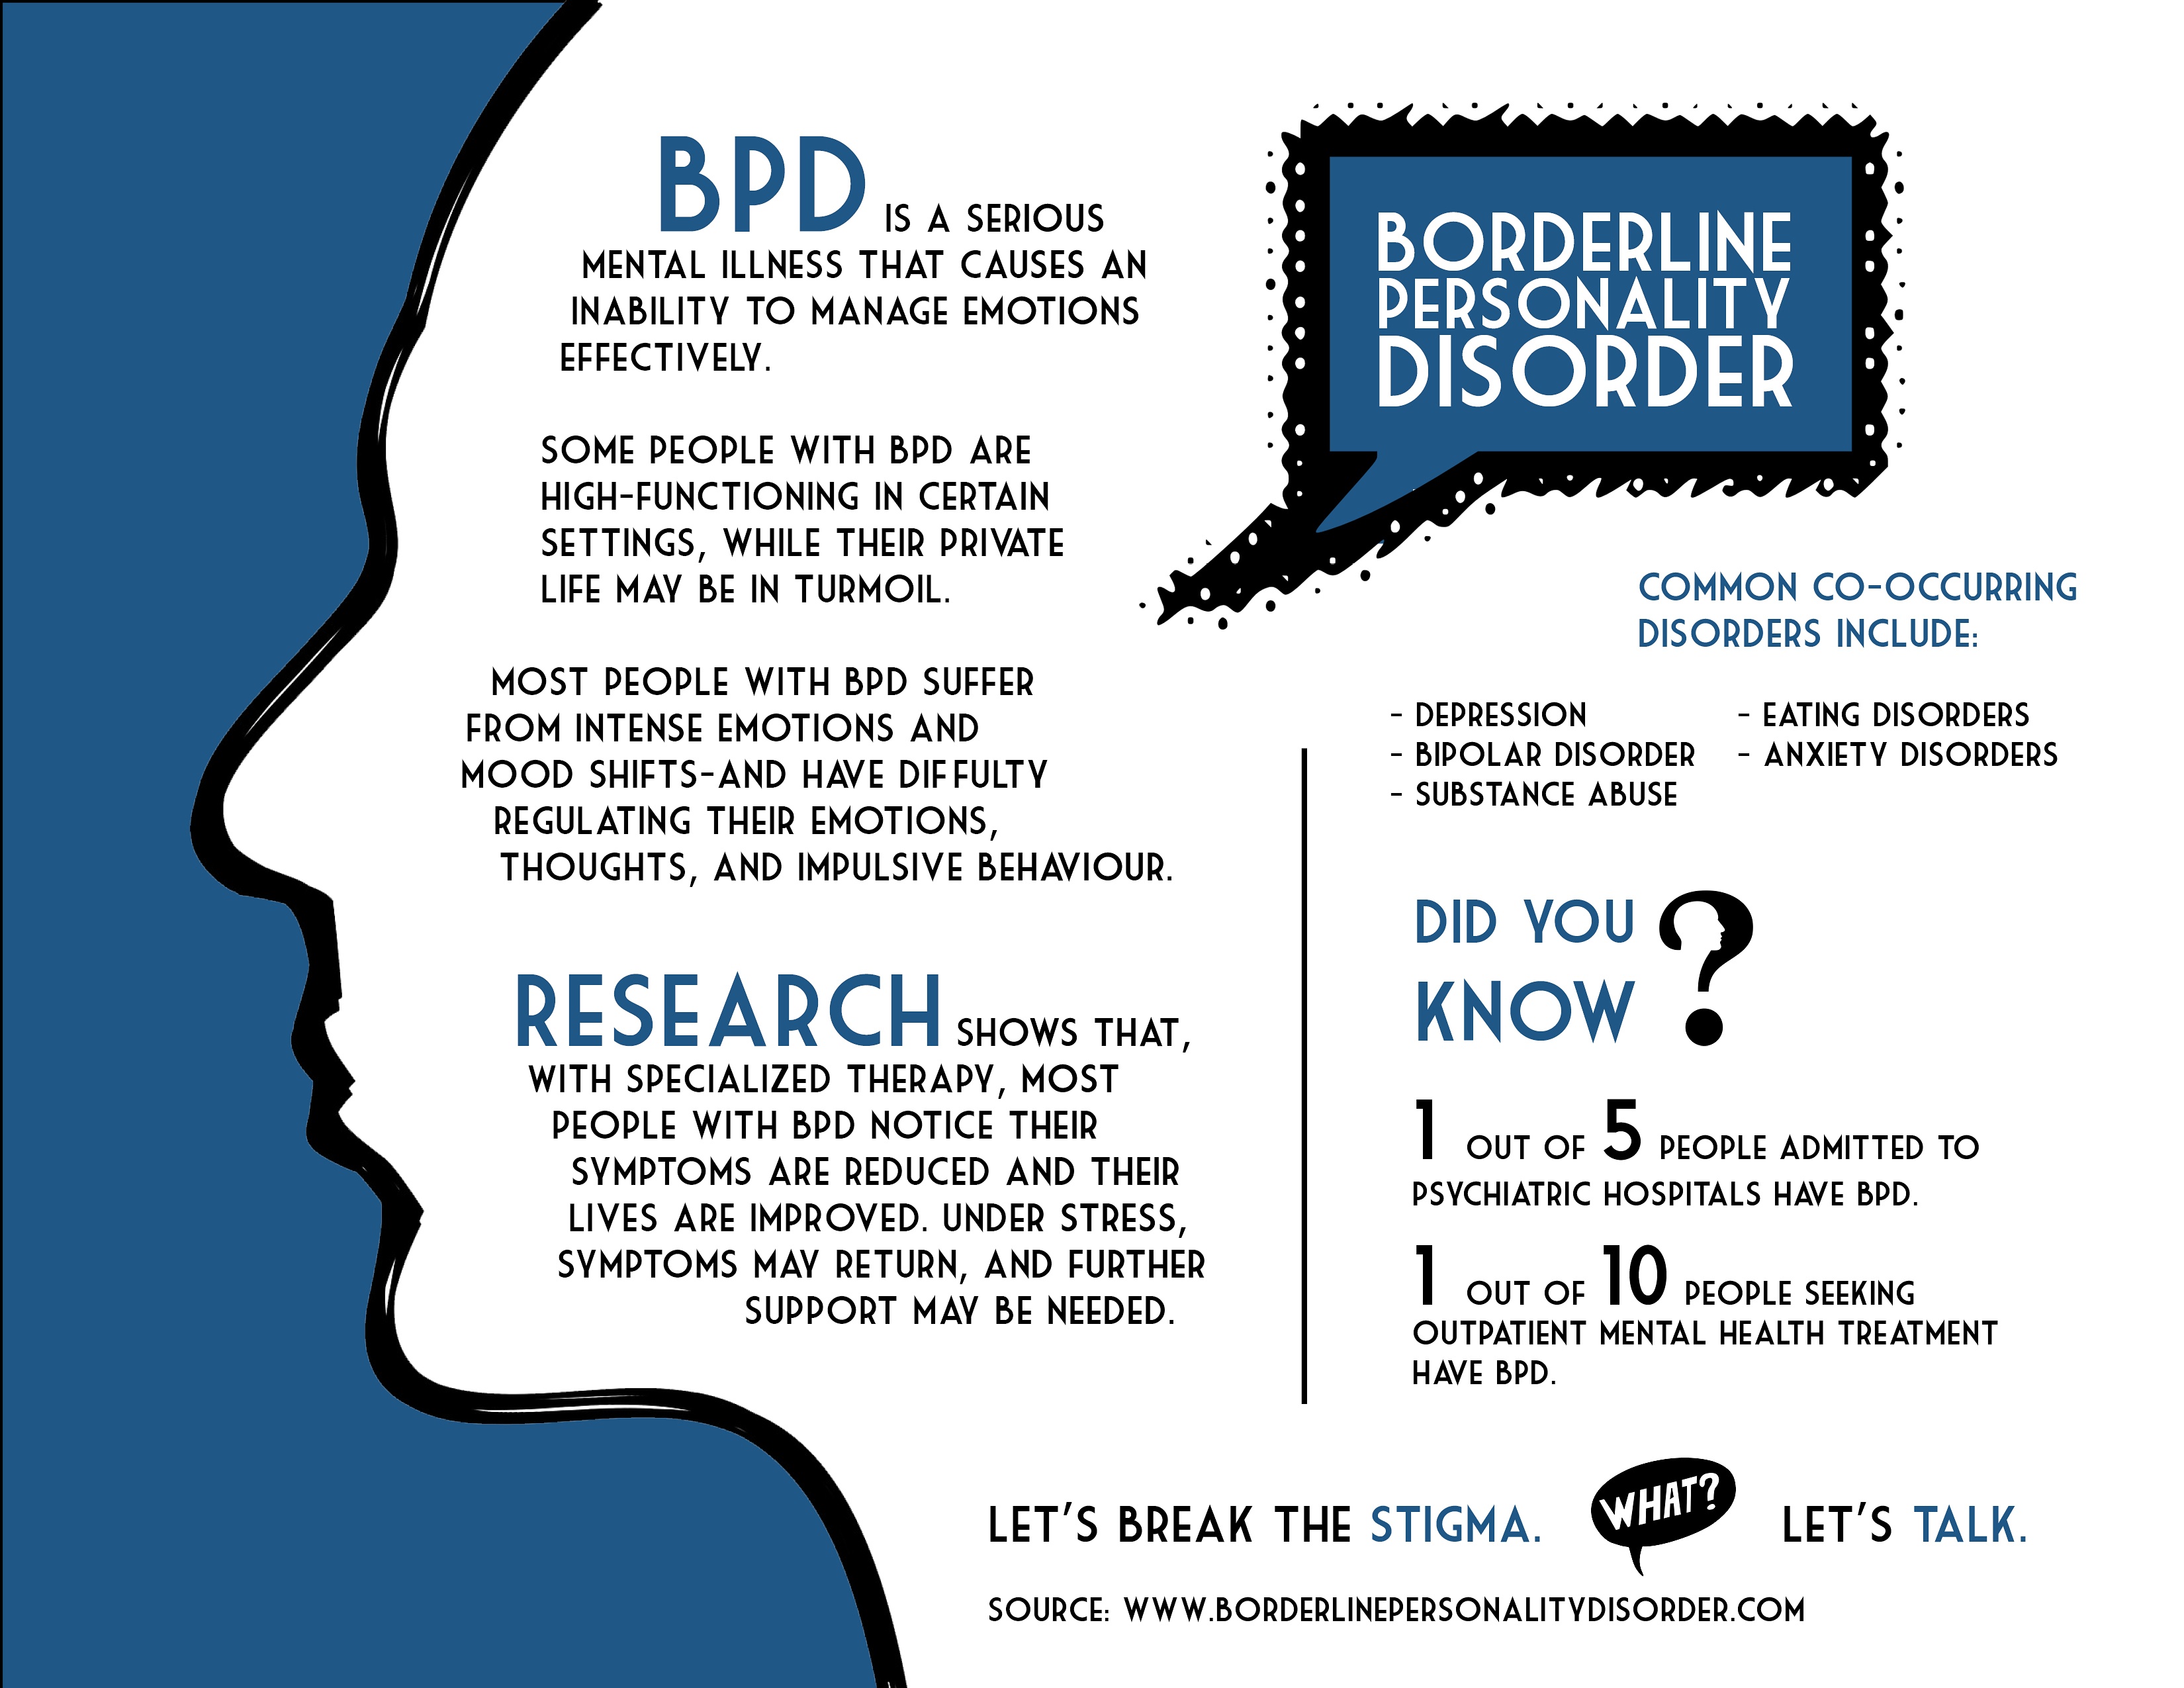 BPD IS A SERIOUS
MENTAL ILLNESS THAT CAUSES AN
INABILITY TO MANAGE EMOTIONS
EFFECTIVELY.
SOME PEOPLE WITH BPD ARE
HIGH-FUNCTIONING IN CERTAIN
SETTINGS, WHILE THEIR PRIVATE
LIFE MAY BE IN TURMOIL.
MOST PEOPLE WITH BPD SUFFER
FROM INTENSE EMOTIONS AND
MOOD SHIFTS-AND HAVE DIFFULTY
REGULATING THEIR EMOTIONS,
THOUGHTS, AND IMPULSIVE BEHAVIOUR.
RESEARCH SHOWS THAT,
WITH SPECIALIZED THERAPY, MOST
PEOPLE WITH BPD NOTICE THEIR
SYMPTOMS ARE REDUCED AND THEIR
LIVES ARE IMPROVED. UNDER STRESS,
SYMPTOMS MAY RETURN, AND FURTHER
SUPPORT MAY BE NEEDED.
BORDERLINE
PERSONALITY
DISORDER
COMMON CO-OCCURRING
DISORDERS INCLUDE:
- DEPRESSION
- BIPOLAR DISORDER
- SUBSTANCE ABUSE
- EATING DISORDERS
- ANXIETY DISORDERS
DID YOU
KNOW ?
1 OUT OF 5 PEOPLE ADMITTED TO
PSYCHIATRIC HOSPITALS HAVE BPD.
1 OUT OF 10 PEOPLE SEEKING
OUTPATIENT MENTAL HEALTH TREATMENT
HAVE BPD.
LET'S BREAK THE STIGMA. WHAT? LET'S TALK.
SOURCE: WWW.BORDERLINEPERSONALITYDISORDER.COM